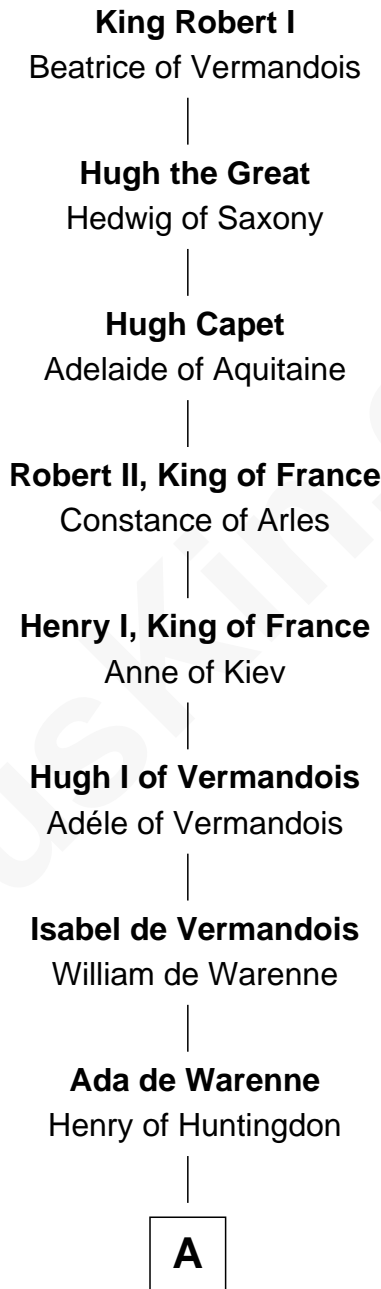 King Robert I
Beatrice of Vermandois
Hugh the Great
Hedwig of Saxony
Hugh Capet
Adelaide of Aquitaine
Robert II, King of France
Constance of Arles
Henry I, King of France
Anne of Kiev
Hugh I of Vermandois
Adéle of Vermandois
Isabel de Vermandois
William de Warenne
Ada de Warenne
Henry of Huntingdon
A